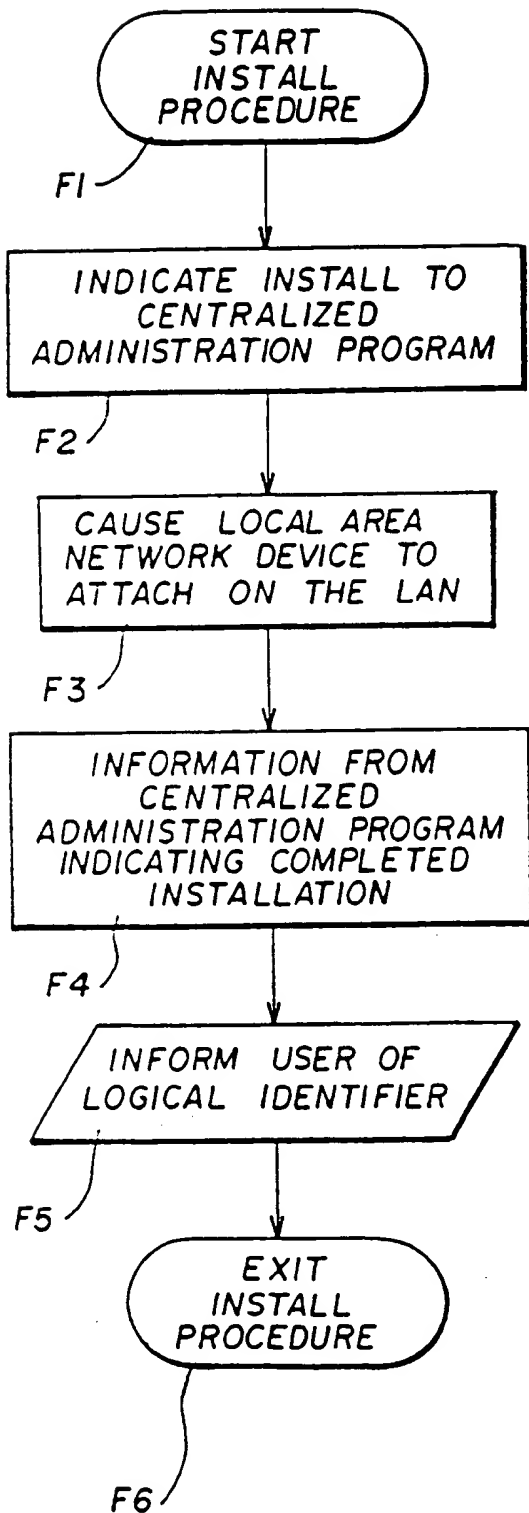 START
INSTALL
PROCEDURE
F1
INDICATE INSTALL TO
CENTRALIZED
ADMINISTRATION PROGRAM
F2
CAUSE LOCAL AREA
NETWORK DEVICE TO
ATTACH ON THE LAN
F3
INFORMATION FROM
CENTRALIZED
ADMINISTRATION PROGRAM
INDICATING COMPLETED
INSTALLATION
F4
INFORM USER OF
LOGICAL IDENTIFIER
F5
EXIT
INSTALL
PROCEDURE
F6